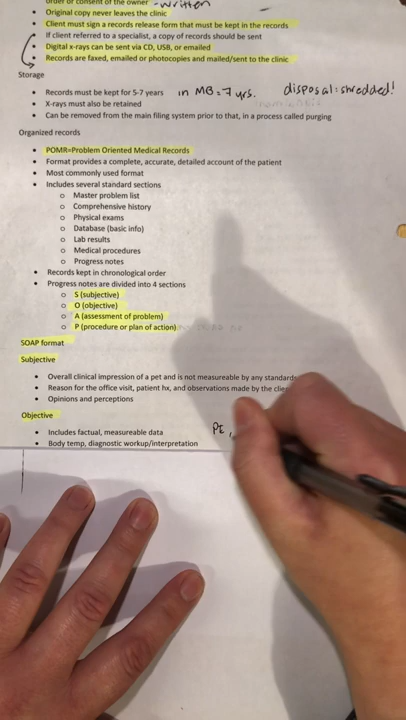 order or consent of the owner - written
Original copy never leaves the clinic
Client must sign a records release form that must be kept in the records
If client referred to a specialist, a copy of records should be sent
Digital x-rays can be sent via CD, USB, or emailed
Records are faxed, emailed or photocopies and mailed/sent to the clinic
Storage
Records must be kept for 5-7 years in MB = 7 yrs. disposal: shredded!
X-rays must also be retained
Can be removed from the main filing system prior to that, in a process called purging
Organized records
POMR=Problem Oriented Medical Records
Format provides a complete, accurate, detailed account of the patient
Most commonly used format
Includes several standard sections
Master problem list
Comprehensive history
Physical exams
Database (basic info)
Lab results
Medical procedures
Progress notes
Records kept in chronological order
Progress notes are divided into 4 sections
S (subjective)
O (objective)
A (assessment of problem)
P (procedure or plan of action)
SOAP format
Subjective
Overall clinical impression of a pet and is not measureable by any standards
Reason for the office visit, patient hx, and observations made by the
Opinions and perceptions
Objective
Includes factual, measureable data PE,
Body temp, diagnostic workup/interpretation